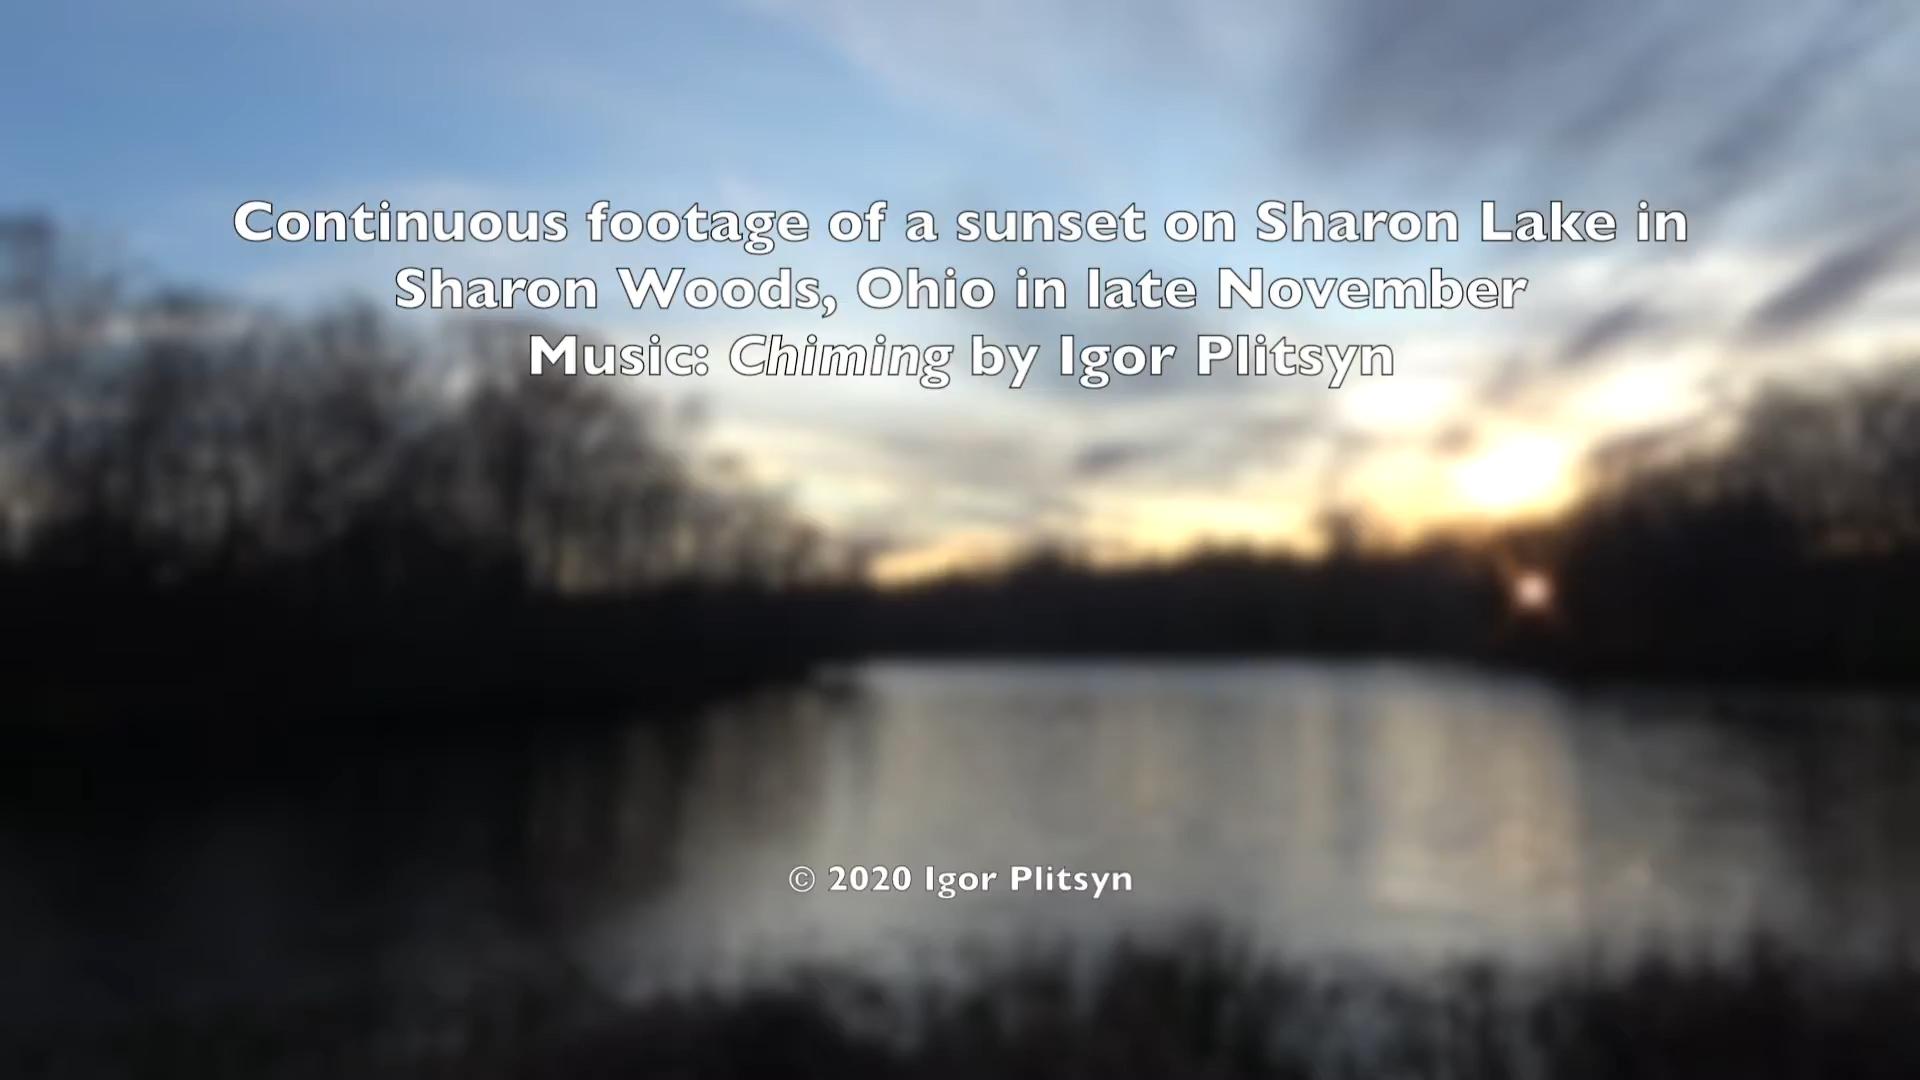 Continuous footage of a sunset on Sharon Lake in
Sharon Woods, Ohio in late November
Music: Chiming by Igor Plitsyn
© 2020 Igor Plitsyn